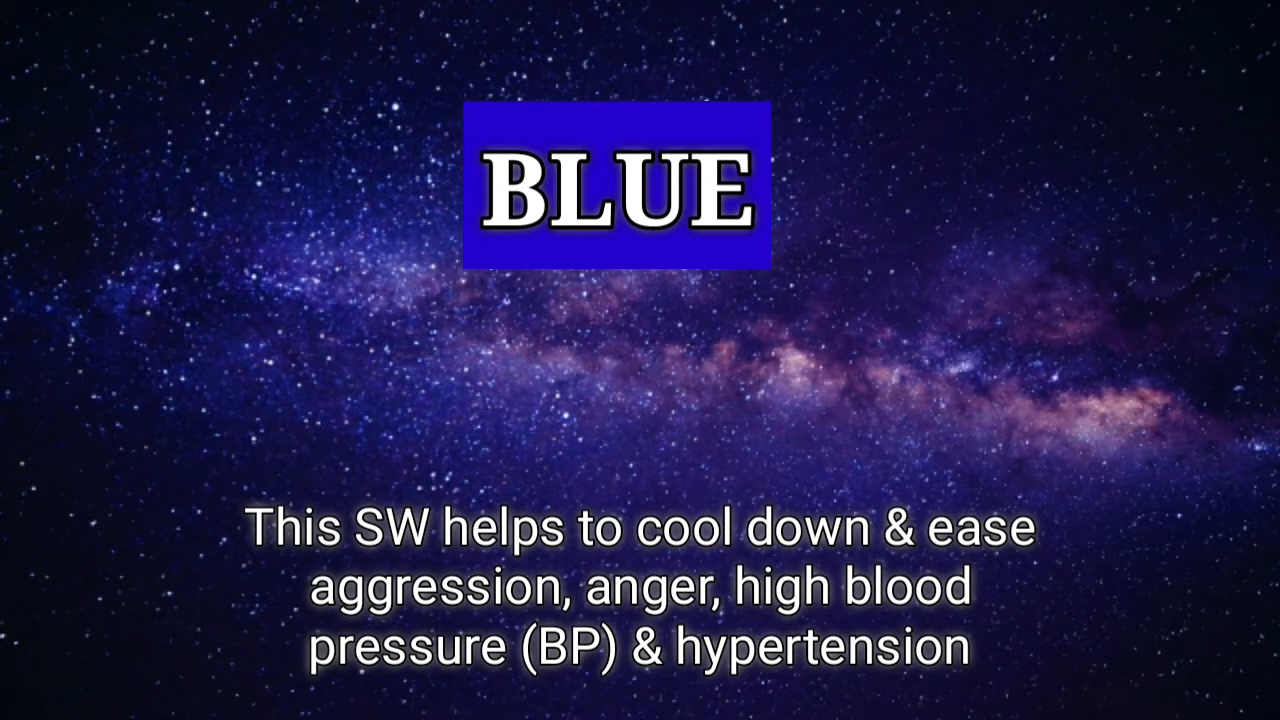 BLUE
This SW helps to cool down & ease
aggression, anger, high blood
pressure (BP) & hypertension